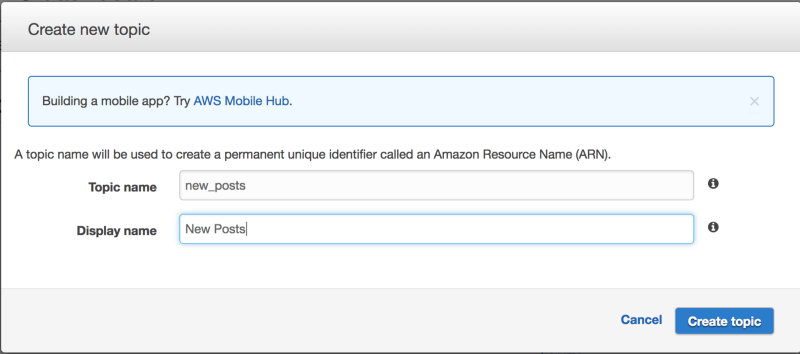 Create new topic
Building a mobile app? Try AWS Mobile Hub.
×
A topic name will be used to create a permanent unique identifier called an Amazon Resource Name (ARN).
Topic name new_posts
Display name New Posts
Cancel Create topic